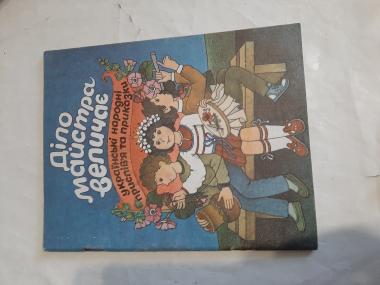 Діло
майстра
величає
українські народні
прислів'я та приказки